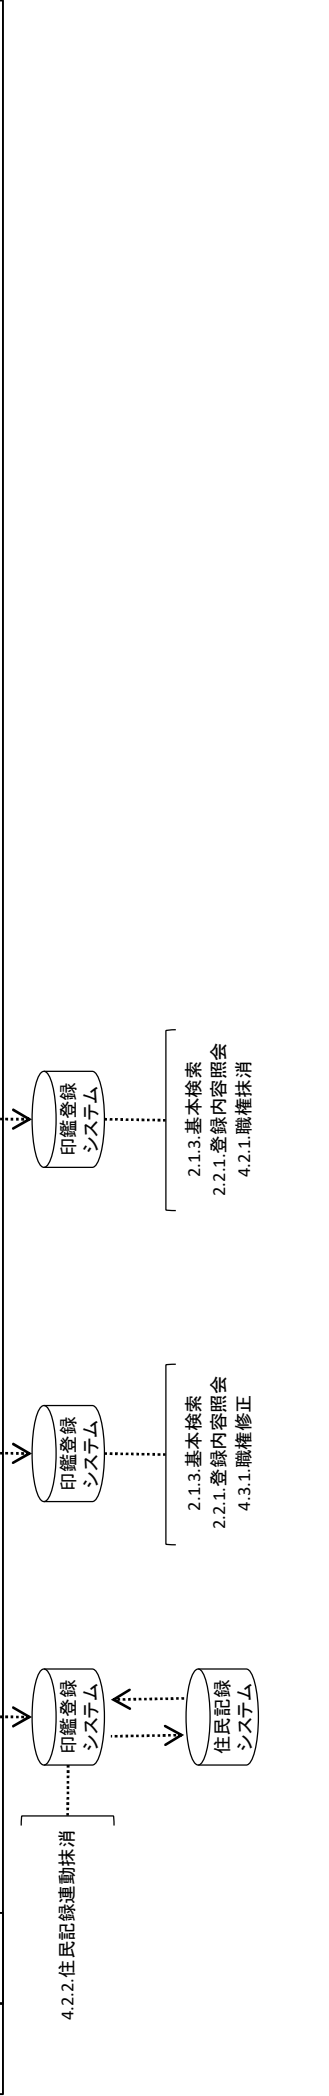 4.2.2.住民記録連動抹消
印鑑登録
システム
住民記録
システム
印鑑登録
システム
2.1.3.基本検索
2.2.1.登録内容照会
4.3.1.職権修正
印鑑登録
システム
2.1.3.基本検索
2.2.1.登録内容照会
4.2.1.職権抹消